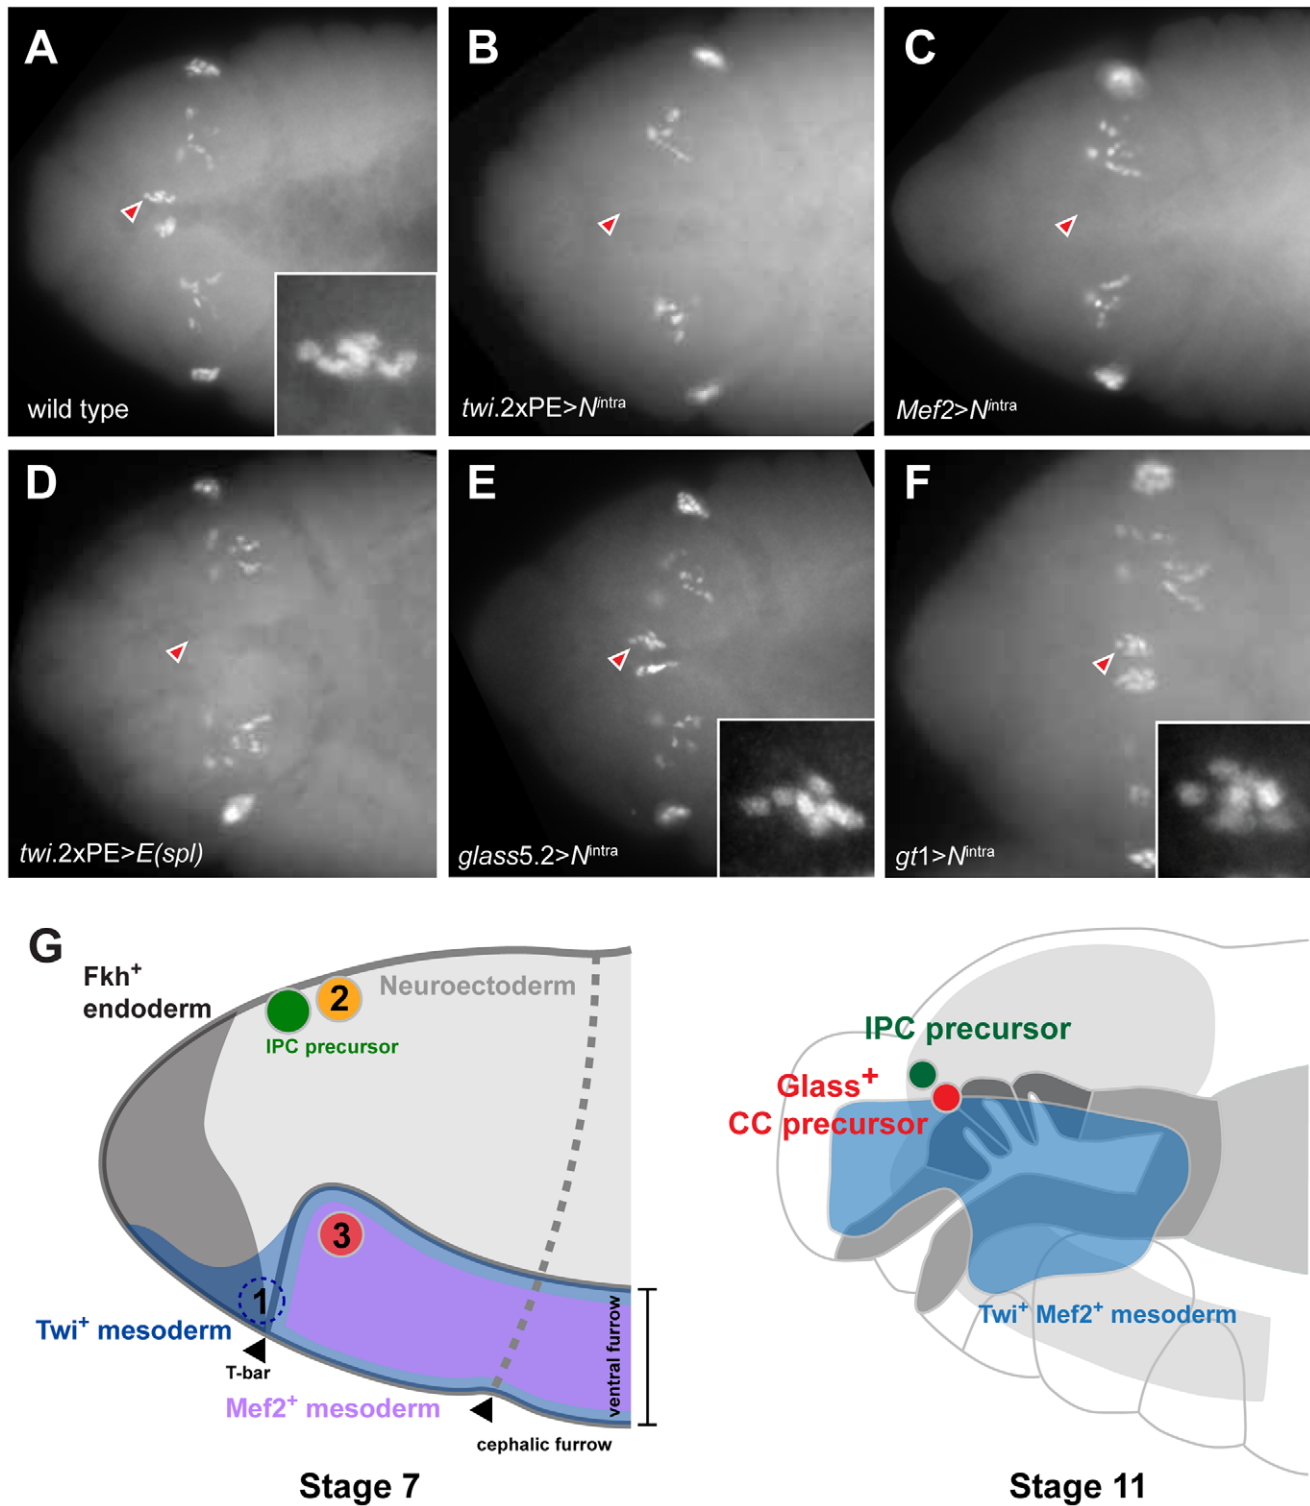 A
B
C
wild type
twi.2xPE>Nintra
Mef2>Nintra
D
E
F
twi.2xPE>E(spl)
glass5.2>Nintra
gt1>Nintra
G
Fkh+
endoderm
2
Neuroectoderm
IPC precursor
3
1
Twi+ mesoderm
T-bar
Mef2+ mesoderm
ventral furrow
cephalic furrow
Stage 7
IPC precursor
Glass+
CC precursor
Twi+ Mef2+ mesoderm
Stage 11